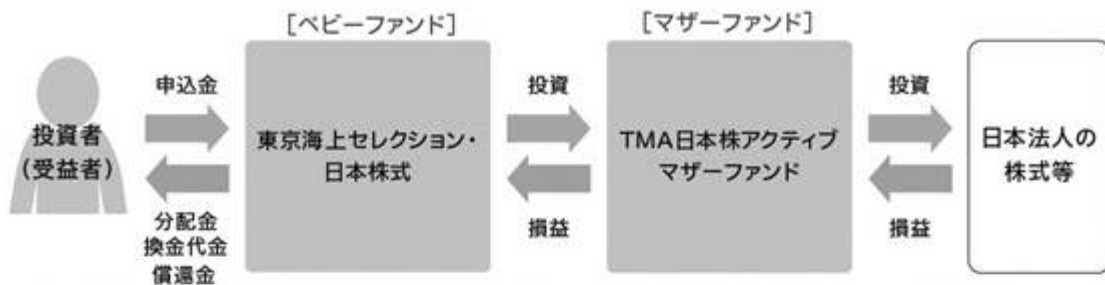 [ベビーファンド]
[マザーファンド]
投資者
(受益者)
申込金
分配金
換金代金
償還金
東京海上セレクション・
日本株式
投資
損益
TMA日本株アクティブ
マザーファンド
投資
損益
日本法人の
株式等